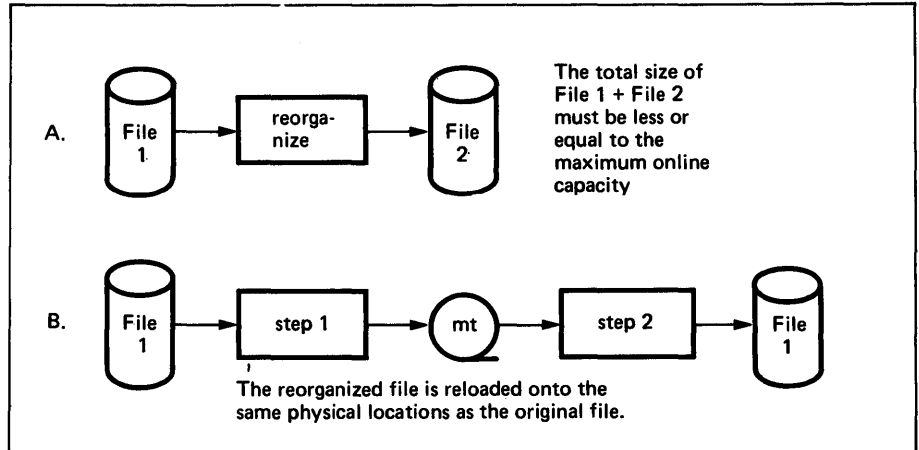 A.
File
1
reorga-
nize
File
2
The total size of
File 1 + File 2
must be less or
equal to the
maximum online
capacity
B.
File
1
step 1
mt
step 2
File
1
The reorganized file is reloaded onto the
same physical locations as the original file.